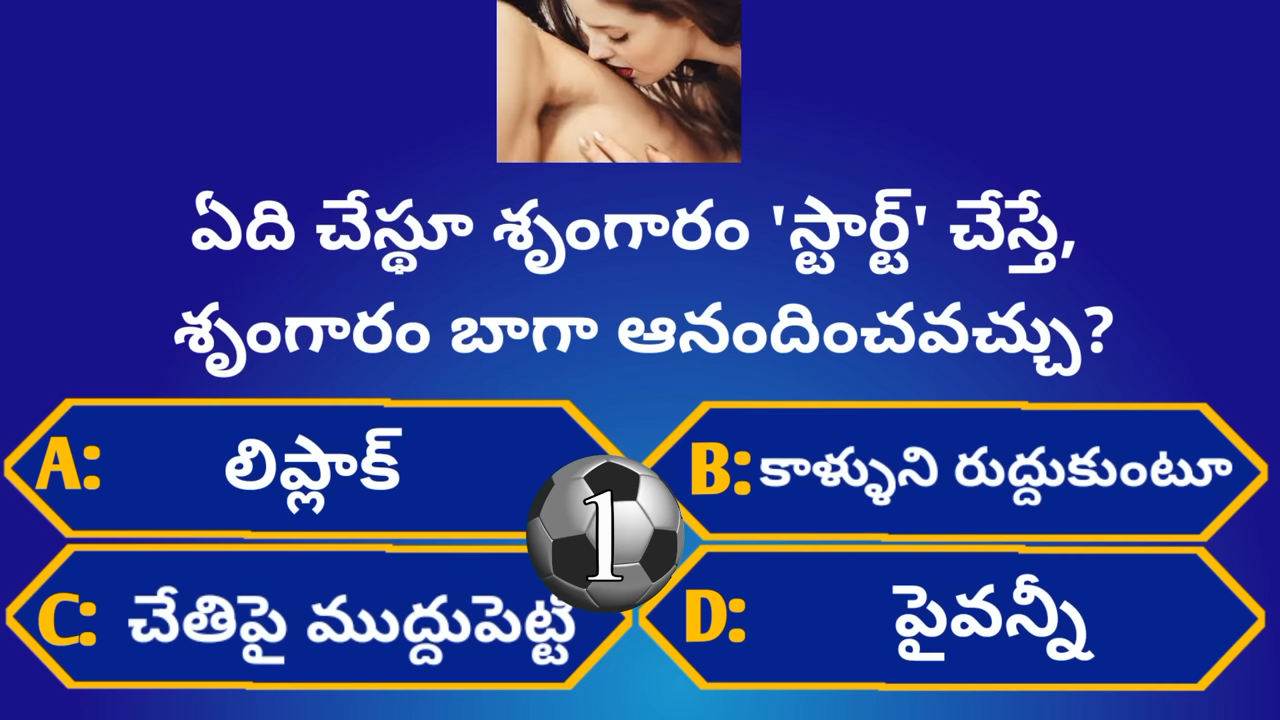 ఏది చేస్థూ శృంగారం 'స్టార్ట్' చేస్తే,
శృంగారం బాగా ఆనందించవచ్చు?
A: లిప్లాక్
B: కాళ్ళుని రుద్దుకుంటూ
1
C: చేతిపై ముద్దుపెట్టి
D: పైవన్నీ